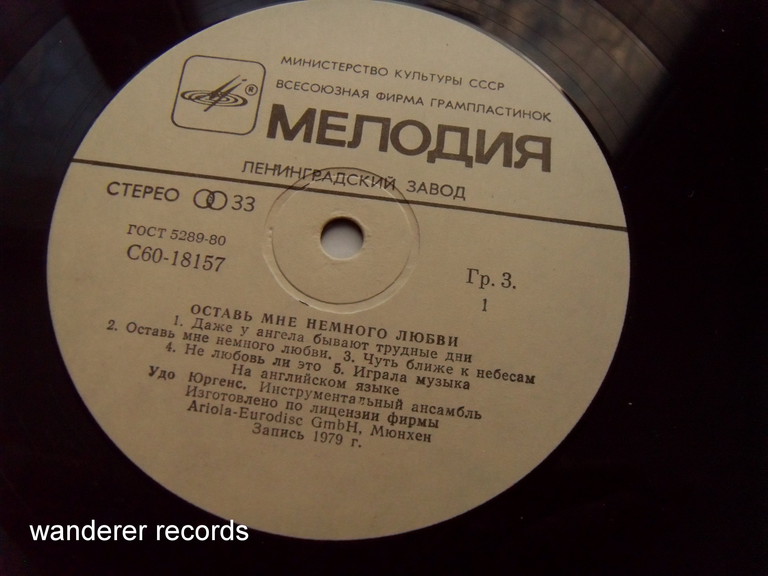 МИНИСТЕРСТВО КУЛЬТУРЫ СССР
ВСЕСОЮЗНАЯ ФИРМА ГРАМПЛАСТИНОК
®
МЕЛОДИЯ
ЛЕНИНГРАДСКИЙ ЗАВОД
СТЕРЕО 33
ГОСТ 5289-80
С60-18157
Гр. 3.
1
ОСТАВЬ МНЕ НЕМНОГО ЛЮБВИ
1. Даже у ангела бывают трудные дни
2. Оставь мне немного любви. 3. Чуть ближе к небесам
4. Не любовь ли это 5. Играла музыка
На английском языке
Удо Юргенс. Инструментальный ансамбль
Изготовлено по лицензии фирмы
Ariola-Eurodisc GmbH, Мюнхен
Запись 1979 г.
wanderer records